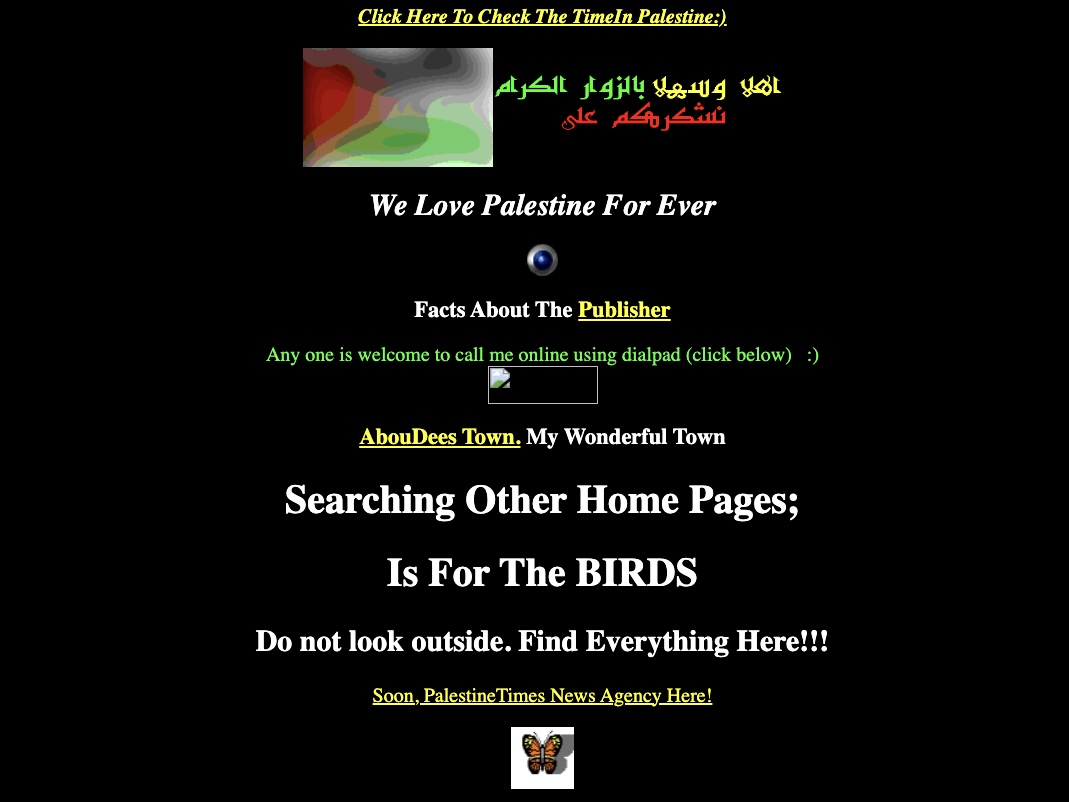 Click Here To Check The TimeIn Palestine:)
اهلا وسهلا بالزوار الكرام
نشكركم على
We Love Palestine For Ever
Facts About The Publisher
Any one is welcome to call me online using dialpad (click below) :)
AbouDees Town. My Wonderful Town
Searching Other Home Pages;
Is For The BIRDS
Do not look outside. Find Everything Here!!!
Soon, PalestineTimes News Agency Here!